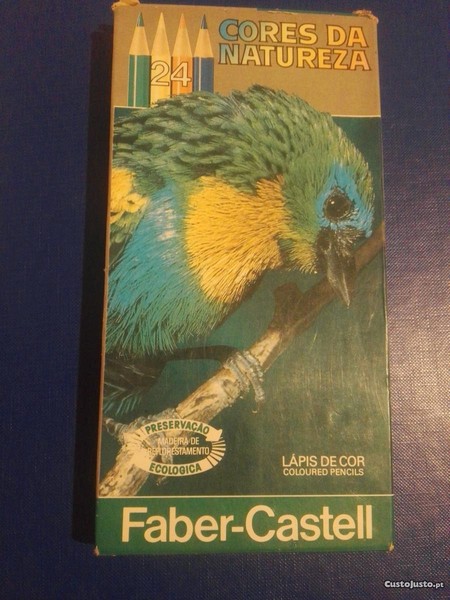 CORES DA
NATUREZA
24
PRESERVAÇÃO
MADEIRA DE
REFLORESTAMENTO
ECOLOGICA
LÁPIS DE COR
COLOURED PENCILS
Faber-Castell
CustoJusto.pt